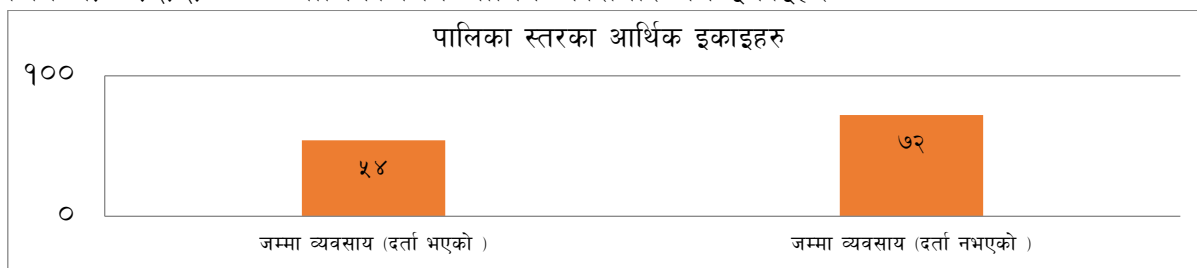 पालिका स्तरका आर्थिक इकाइहरु
१००
५४
७२
०
जम्मा व्यवसाय (दर्ता भएको )
जम्मा व्यवसाय (दर्ता नभएको )